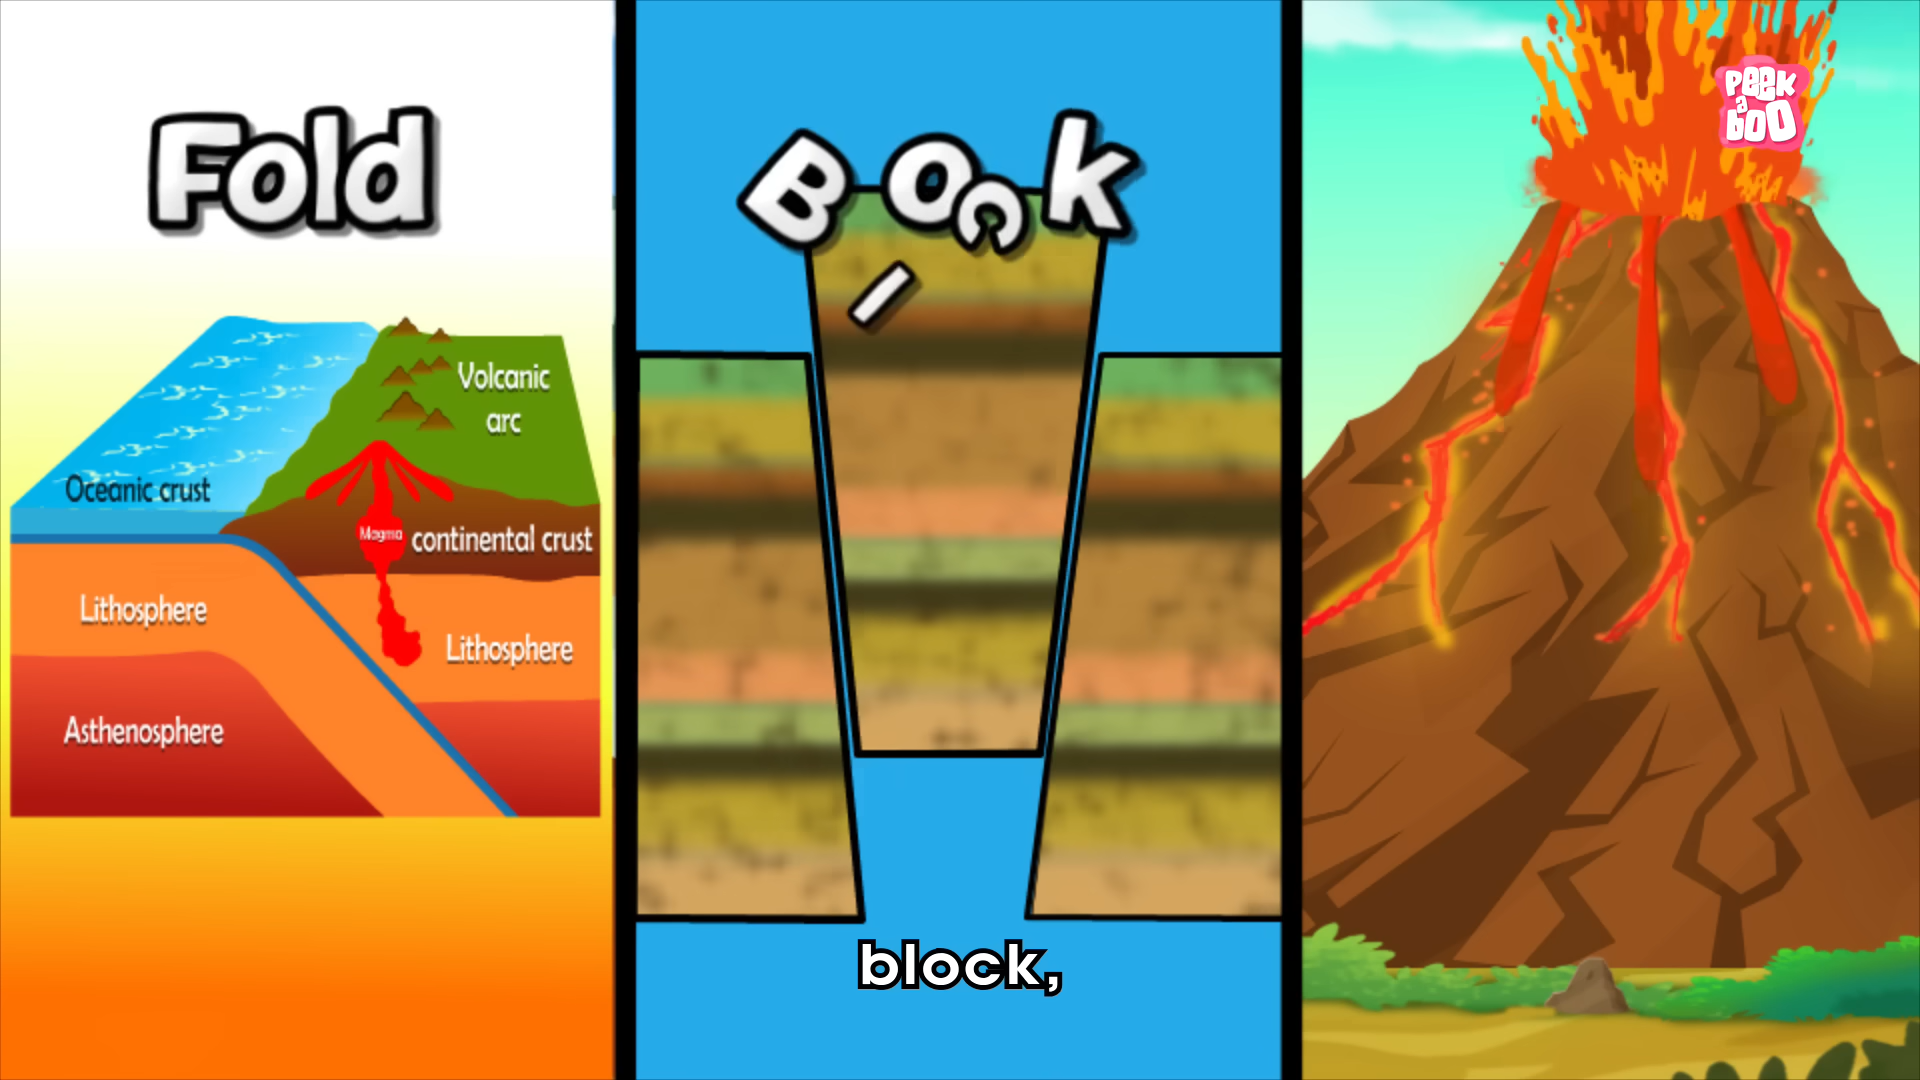 Fold
Block
PEEK
a
boo
Volcanic
arc
Oceanic crust
Magma
continental crust
Lithosphere
Lithosphere
Asthenosphere
block,